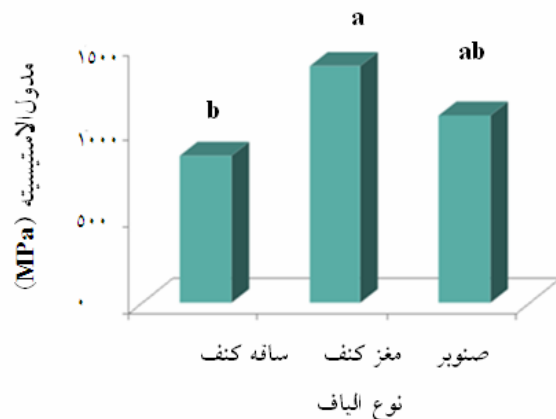 a
ab
b
۱۵۰۰
۱۰۰۰
۵۰۰
۰
مدول الاستیسیته (MPa)
ساقه کنف
مغز کنف
صنوبر
نوع الیاف